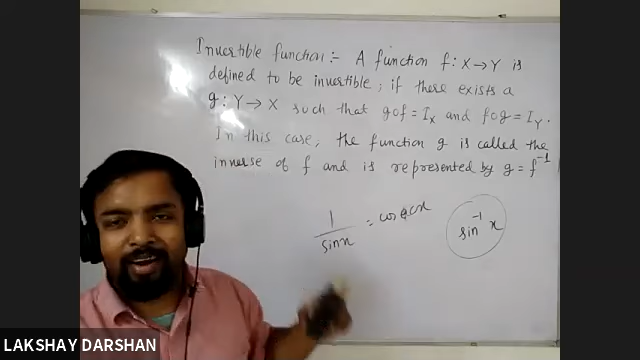 Invertible function :- A function f : X → Y is
defined to be invertible, if there exists a
g : Y → X such that gof = I_X and fog = I_Y.
In this case, the function g is called the
inverse of f and is represented by g = f⁻¹
1/sinx = cosecx
sin⁻¹ x
LAKSHAY DARSHAN